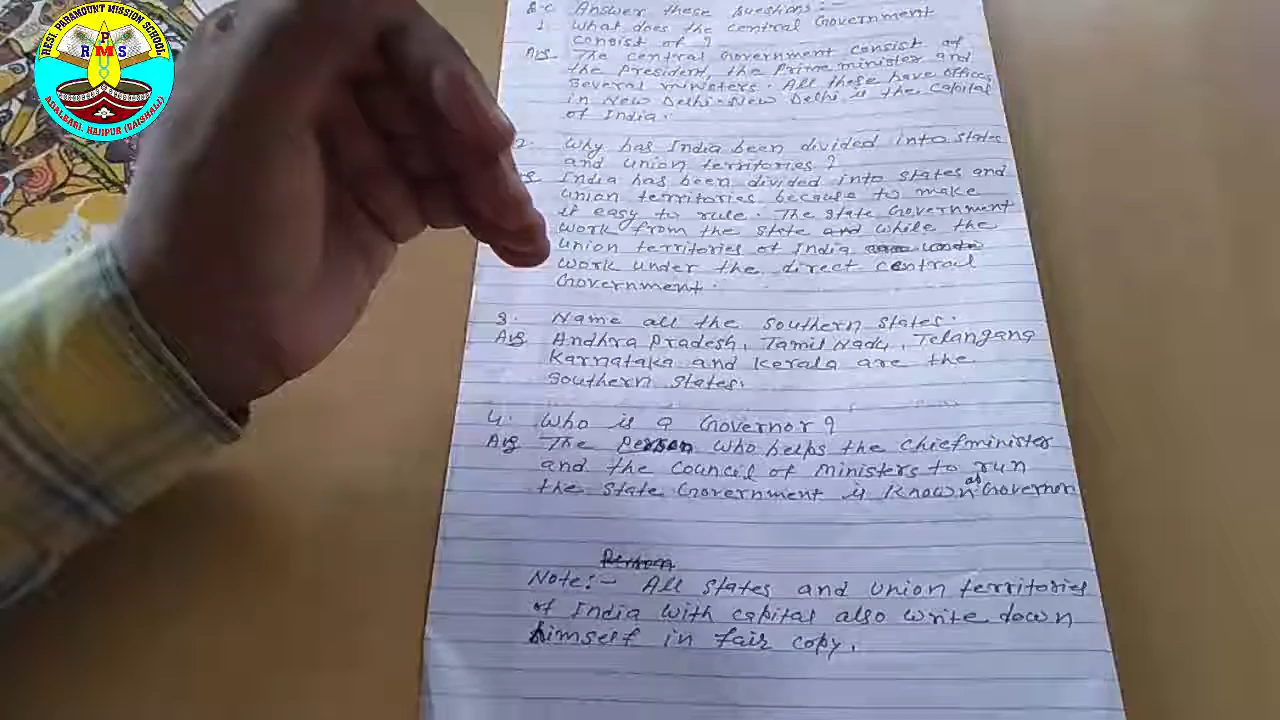 RESI PARAMOUNT MISSION SCHOOL
P
RMS
ADALBARI, HAJIPUR (VAISHALI)
Q.C Answer these questions:-
1. What does the central Government
consist of?
Ans The central Government consist of
the President, the Prime minister and
several ministers. All these have offices
in New Delhi. New Delhi is the capital
of India.
2. Why has India been divided into states
and union territories?
India has been divided into states and
union territories because to make
it easy to rule. The state Government
work from the state and while the
union territories of India
work under the direct central
Government.
3. Name all the southern states.
Ans Andhra Pradesh, Tamil Nadu, Telangana
Karnataka and Kerala are the
southern states.
4. Who is a Governor?
Ans The person who helps the chiefminister
and the council of ministers to run
the state Government is known as Governor
Person
Note:- All states and union territories
of India with capital also write down
himself in fair copy.